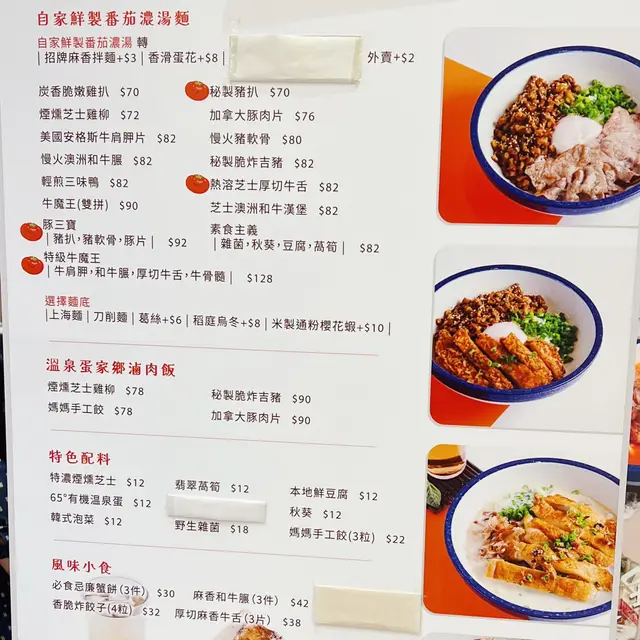 自家鮮製番茄濃湯麵
自家鮮製番茄濃湯 轉
| 招牌麻香拌麵+$3 | 香滑蛋花+$8 |
外賣+$2
炭香脆嫩雞扒 $70
煙燻芝士雞柳 $72
美國安格斯牛肩胛片 $82
慢火澳洲和牛腩 $82
輕煎三味鴨 $82
牛魔王(雙拼) $90
豚三寶
| 豬扒,豬軟骨,豚片 | $92
特級牛魔王
| 牛肩胛,和牛腩,厚切牛舌,牛骨髓 | $128
秘製豬扒 $70
加拿大豚肉片 $76
慢火豬軟骨 $80
秘製脆炸吉豬 $82
熱溶芝士厚切牛舌 $82
芝士澳洲和牛漢堡 $82
素食主義
| 雜菌,秋葵,豆腐,萵筍 | $82
選擇麵底
|上海麵 | 刀削麵 | 葛絲+$6 | 稻庭烏冬+$8 | 米製通粉櫻花蝦+$10 |
溫泉蛋家鄉滷肉飯
煙燻芝士雞柳 $78
媽媽手工餃 $78
秘製脆炸吉豬 $90
加拿大豚肉片 $90
特色配料
特濃煙燻芝士 $12
65°有機溫泉蛋 $12
韓式泡菜 $12
翡翠萵筍 $12
野生雜菌 $18
本地鮮豆腐 $12
秋葵 $12
媽媽手工餃(3粒) $22
風味小食
必食忌廉蟹餅(3件) $30
香脆炸餃子(4粒) $32
麻香和牛腩(3件) $42
厚切麻香牛舌(3片) $38